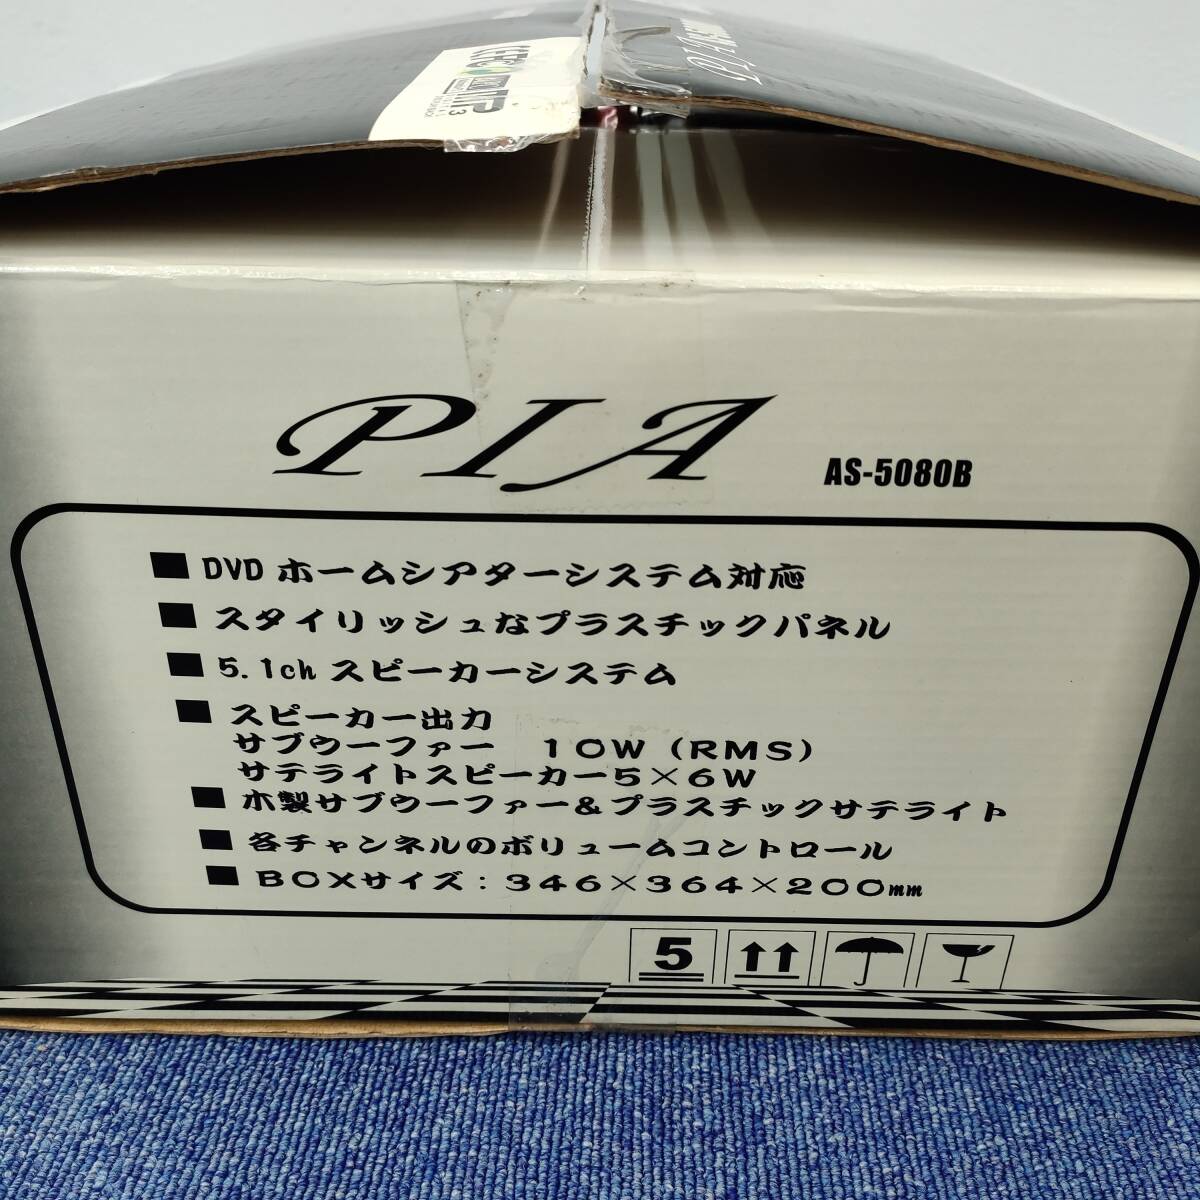 PIA
PIA AS-5080B
■ DVD ホームシアターシステム対応
■ スタイリッシュなプラスチックパネル
■ 5.1ch スピーカーシステム
■ スピーカー出力
サブウーファー 10W(RMS)
サテライトスピーカー5×6W
■ 木製サブウーファー&プラスチックサテライト
■ 各チャンネルのボリュームコントロール
■ BOXサイズ:346×364×200mm
5